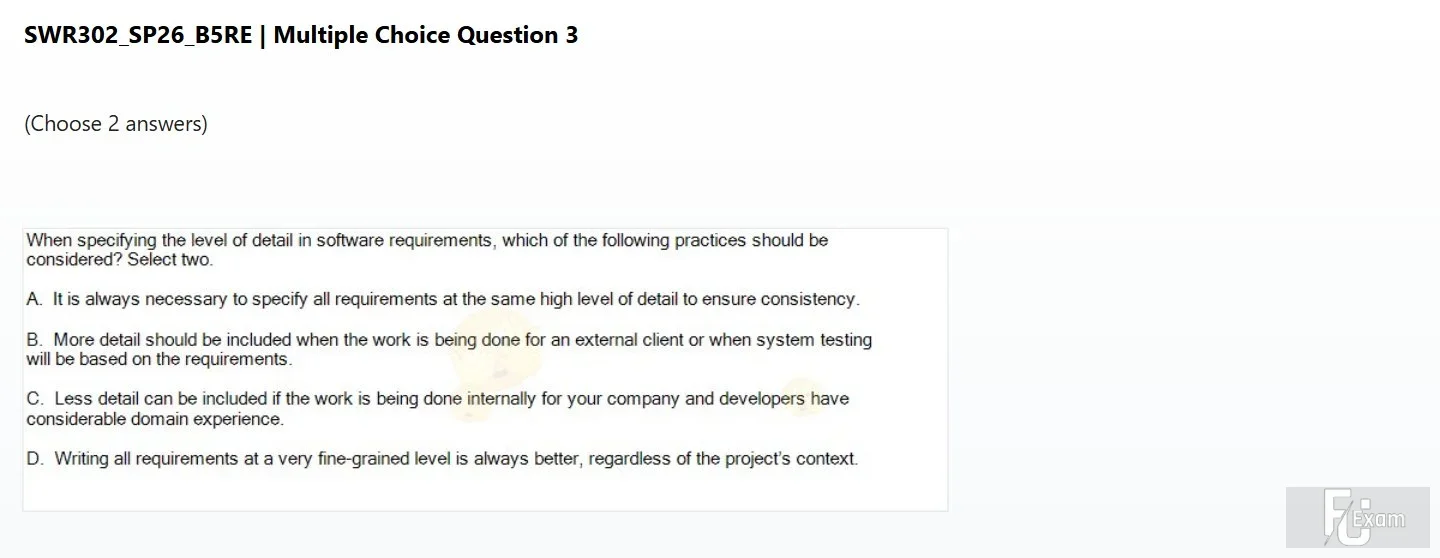 SWR302_SP26_B5RE | Multiple Choice Question 3
(Choose 2 answers)
When specifying the level of detail in software requirements, which of the following practices should be
considered? Select two.
A. It is always necessary to specify all requirements at the same high level of detail to ensure consistency.
B. More detail should be included when the work is being done for an external client or when system testing
will be based on the requirements.
C. Less detail can be included if the work is being done internally for your company and developers have
considerable domain experience.
D. Writing all requirements at a very fine-grained level is always better, regardless of the project's context.
Exam